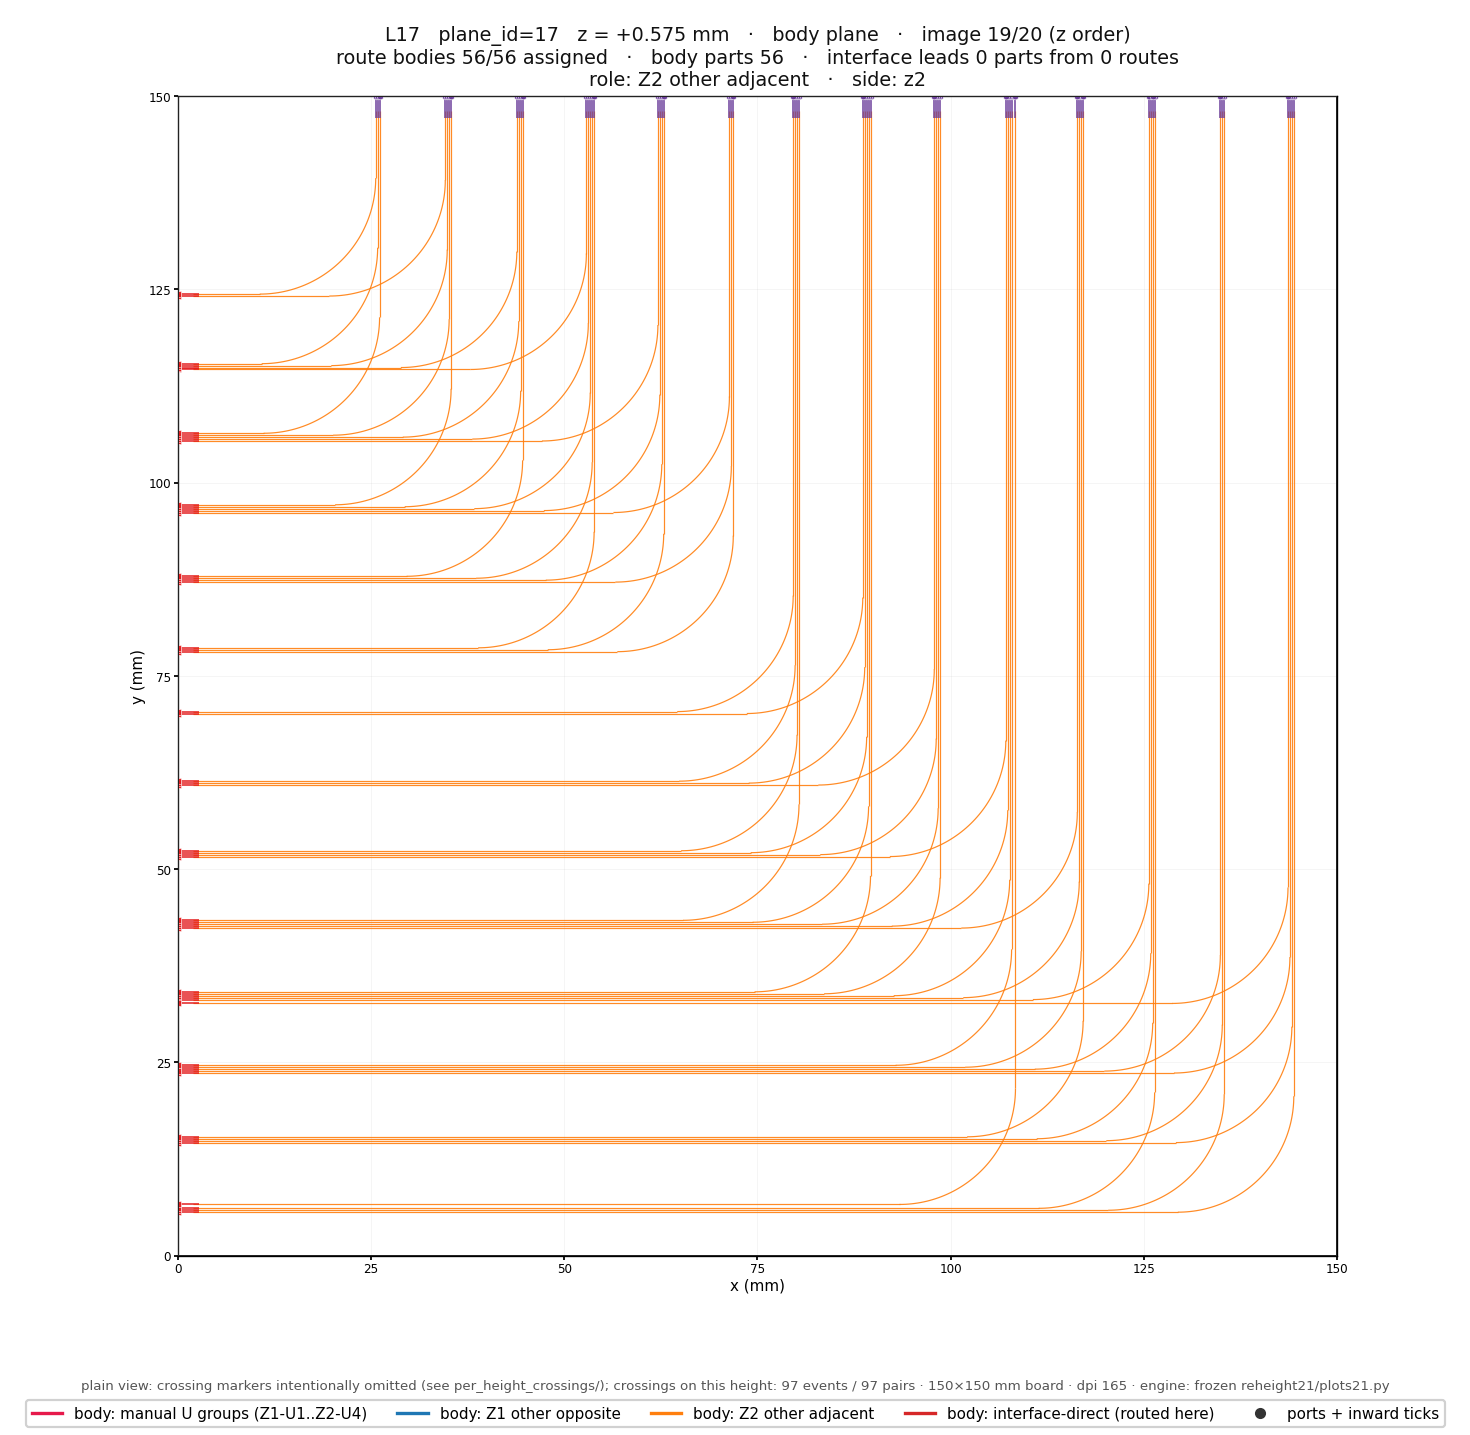 L17   plane_id=17   z = +0.575 mm   ·   body plane   ·   image 19/20 (z order)
route bodies 56/56 assigned   ·   body parts 56   ·   interface leads 0 parts from 0 routes
role: Z2 other adjacent   ·   side: z2
150
125
100
75
50
25
0
y (mm)
0 25 50 75 100 125 150
x (mm)
plain view: crossing markers intentionally omitted (see per_height_crossings/); crossings on this height: 97 events / 97 pairs · 150×150 mm board · dpi 165 · engine: frozen reheight21/plots21.py
body: manual U groups (Z1-U1..Z2-U4) body: Z1 other opposite body: Z2 other adjacent body: interface-direct (routed here) ports + inward ticks